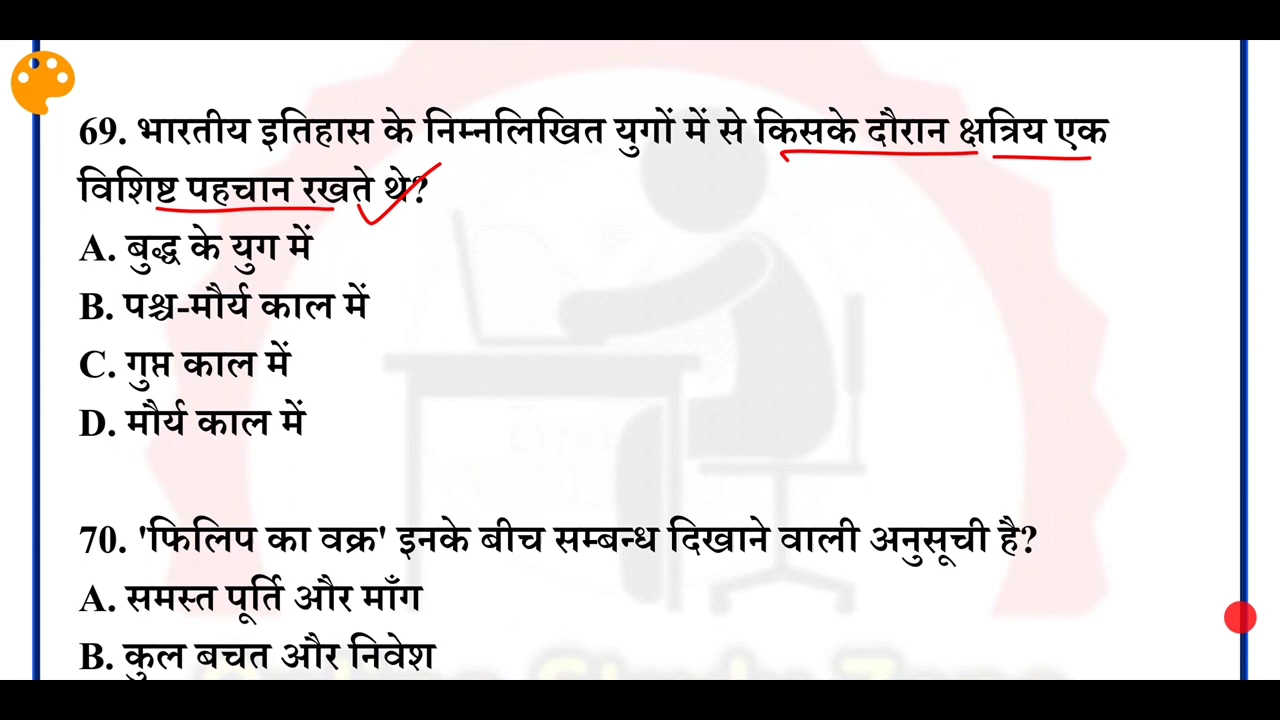 69. भारतीय इतिहास के निम्नलिखित युगों में से किसके दौरान क्षत्रिय एक
विशिष्ट पहचान रखते थे?
A. बुद्ध के युग में
B. पश्च-मौर्य काल में
C. गुप्त काल में
D. मौर्य काल में
70. 'फिलिप का वक्र' इनके बीच सम्बन्ध दिखाने वाली अनुसूची है?
A. समस्त पूर्ति और माँग
B. कुल बचत और निवेश